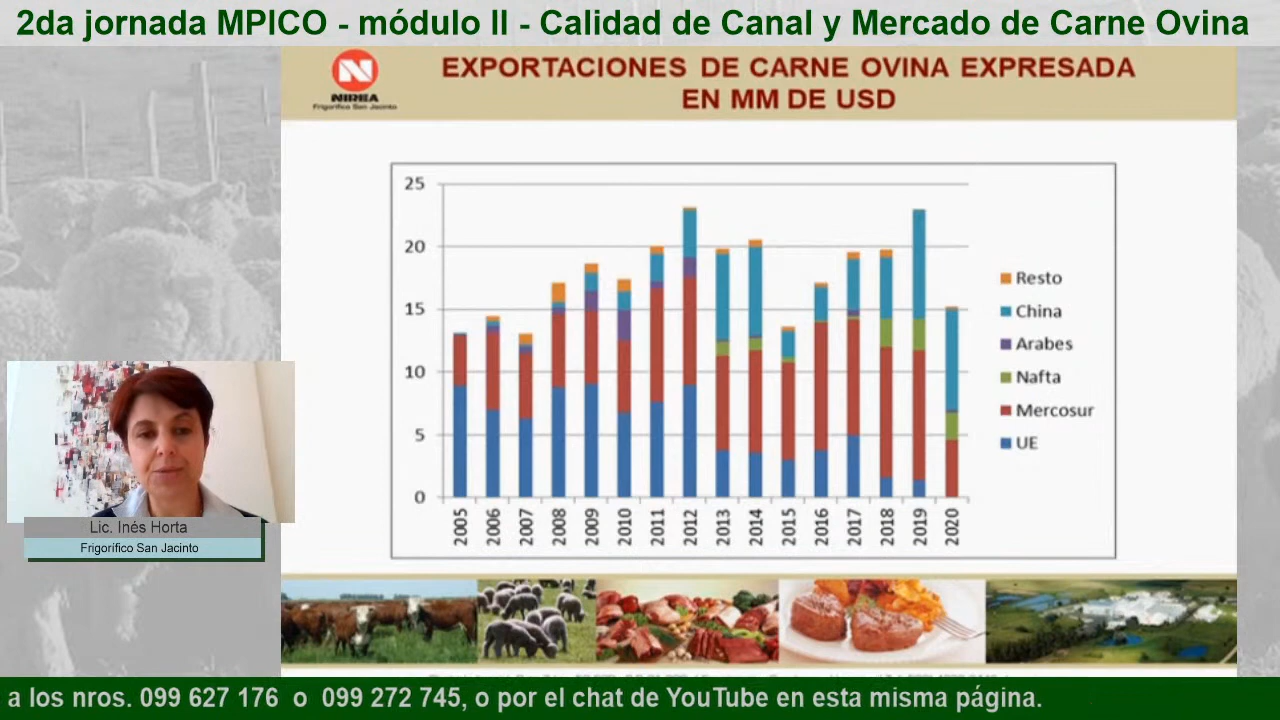 2da jornada MPICO - módulo II - Calidad de Canal y Mercado de Carne Ovina
NIREA
Frigorífico San Jacinto
EXPORTACIONES DE CARNE OVINA EXPRESADA
EN MM DE USD
25
20
15
10
5
0
2005 2006 2007 2008 2009 2010 2011 2012 2013 2014 2015 2016 2017 2018 2019 2020
Resto
China
Arabes
Nafta
Mercosur
UE
Lic. Inés Horta
Frigorífico San Jacinto
a los nros. 099 627 176 o 099 272 745, o por el chat de YouTube en esta misma página.